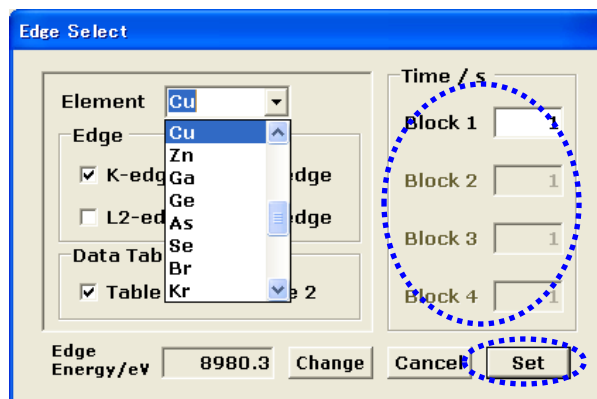 Edge Select
Element Cu
Edge
K-edg edge
L2-ed edge
Data Tab
Table e 2
Cu
Zn
Ga
Ge
As
Se
Br
Kr
Time / s
Block 1 1
Block 2 1
Block 3 1
Block 4 1
Edge
Energy/eV 8980.3 Change Cancel Set